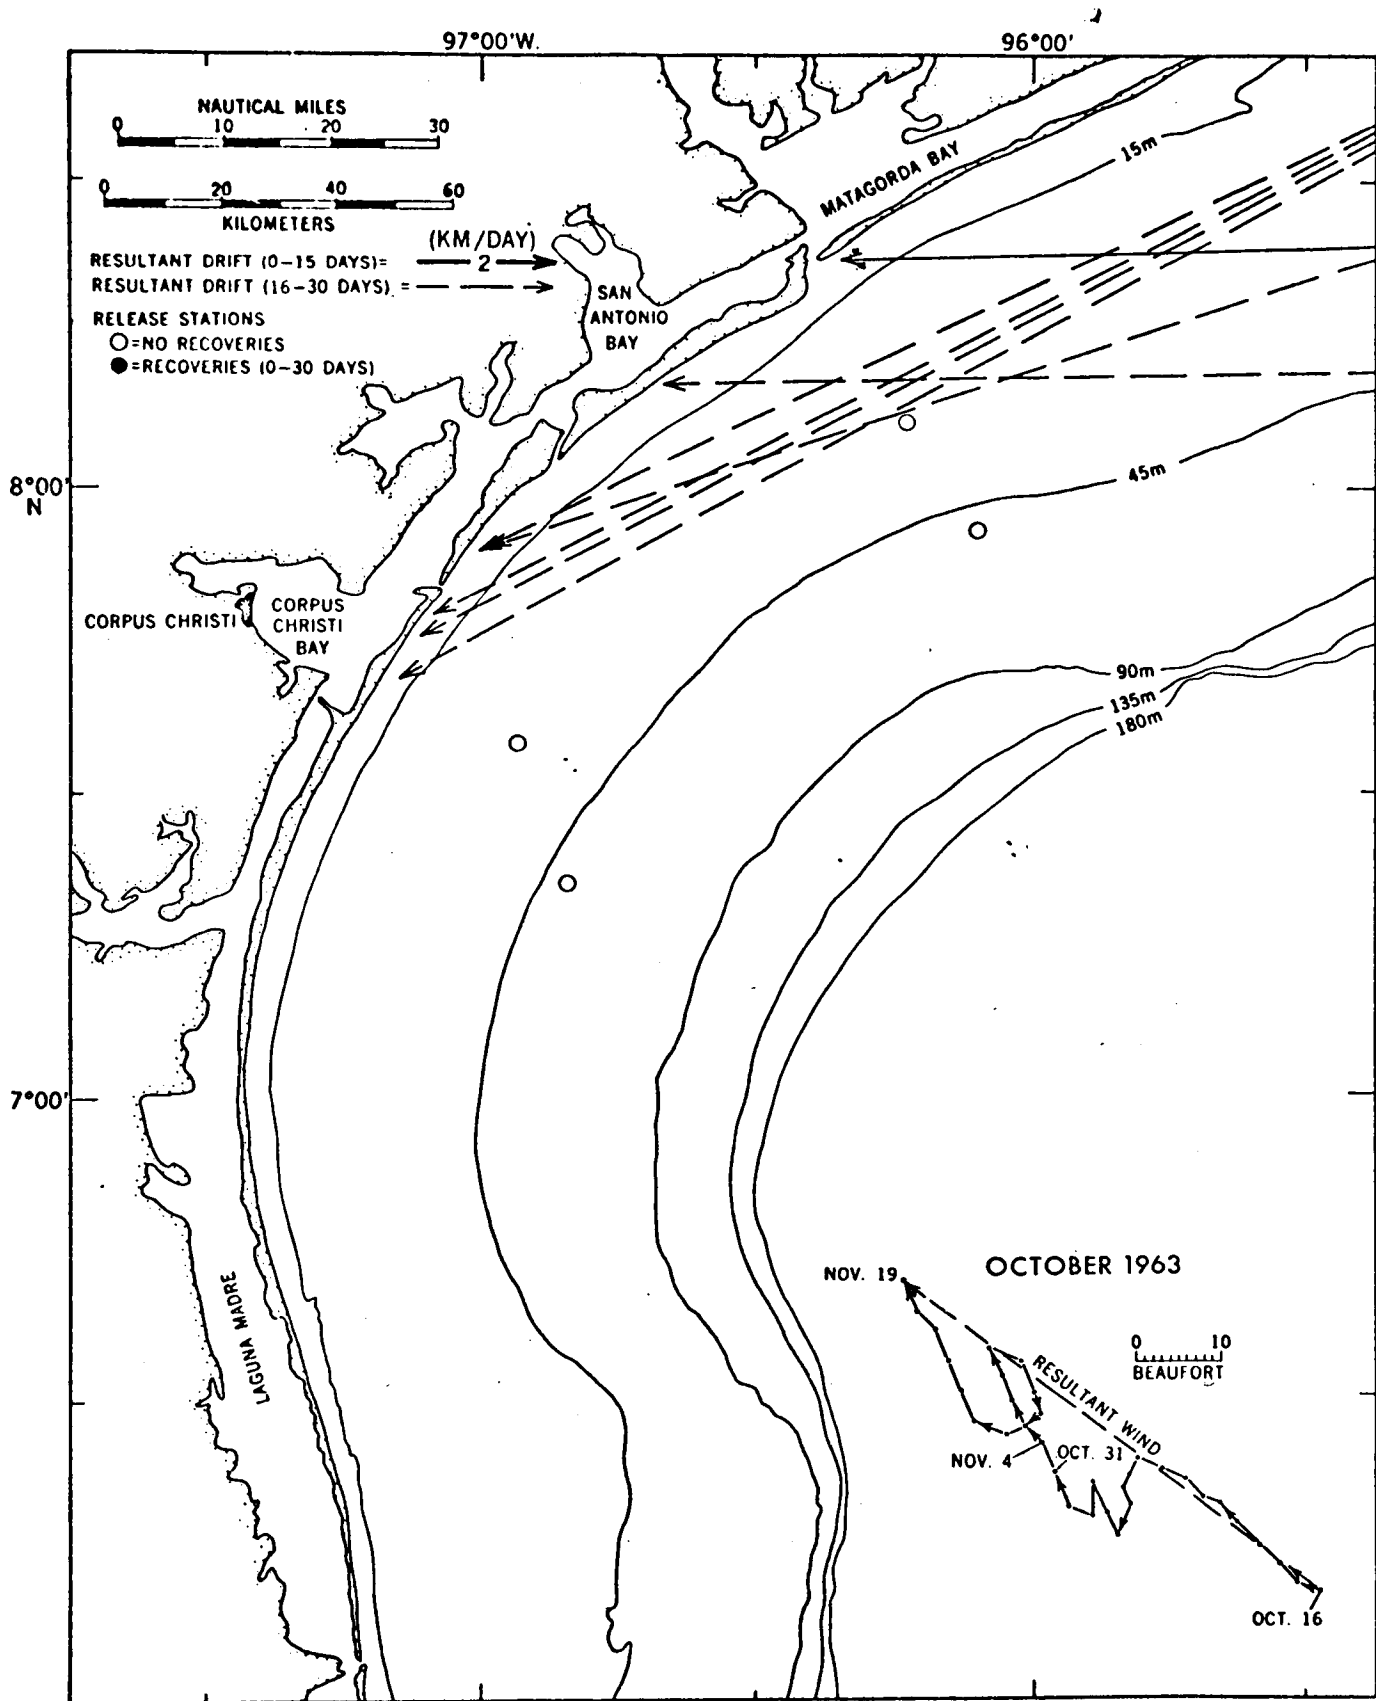 97°00'W.
96°00'
NAUTICAL MILES
0 10 20 30
0 20 40 60
KILOMETERS
(KM/DAY)
RESULTANT DRIFT (0-15 DAYS)= 2
RESULTANT DRIFT (16-30 DAYS) =
RELEASE STATIONS
=NO RECOVERIES
=RECOVERIES (0-30 DAYS)
MATAGORDA BAY
15m
SAN
ANTONIO
BAY
8°00'
N
45m
CORPUS CHRISTI
CORPUS
CHRISTI
BAY
90m
135m
180m
7°00'
LAGUNA MADRE
OCTOBER 1963
NOV. 19
0 10
BEAUFORT
RESULTANT WIND
NOV. 4
OCT. 31
OCT. 16